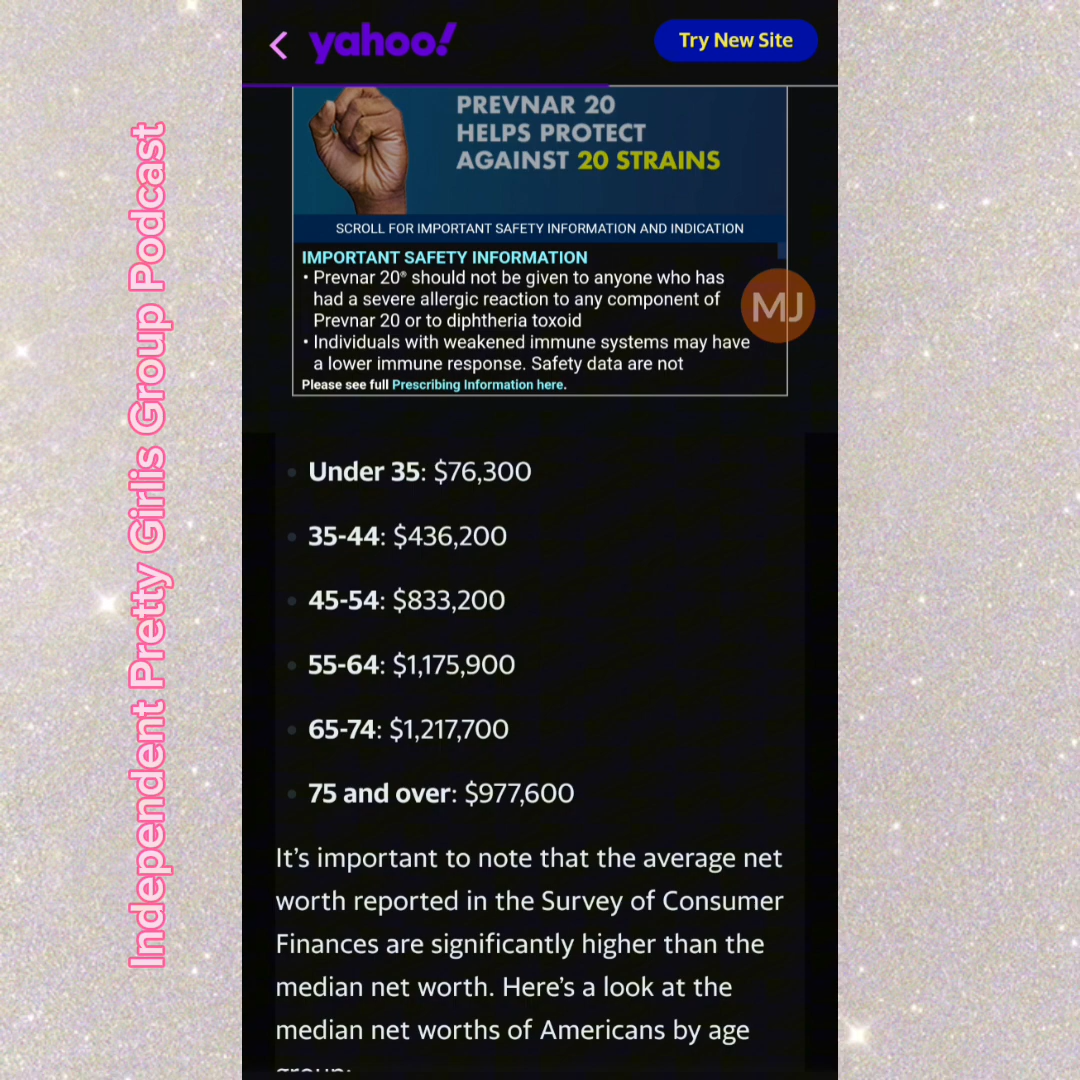 Independent Pretty Girlis Group Podcast
yahoo!
Try New Site
PREVNAR 20
HELPS PROTECT
AGAINST 20 STRAINS
SCROLL FOR IMPORTANT SAFETY INFORMATION AND INDICATION
IMPORTANT SAFETY INFORMATION
• Prevnar 20® should not be given to anyone who has
had a severe allergic reaction to any component of
Prevnar 20 or to diphtheria toxoid
• Individuals with weakened immune systems may have
a lower immune response. Safety data are not
Please see full Prescribing Information here.
MJ
• Under 35: $76,300
• 35-44: $436,200
• 45-54: $833,200
• 55-64: $1,175,900
• 65-74: $1,217,700
• 75 and over: $977,600
It's important to note that the average net
worth reported in the Survey of Consumer
Finances are significantly higher than the
median net worth. Here's a look at the
median net worths of Americans by age